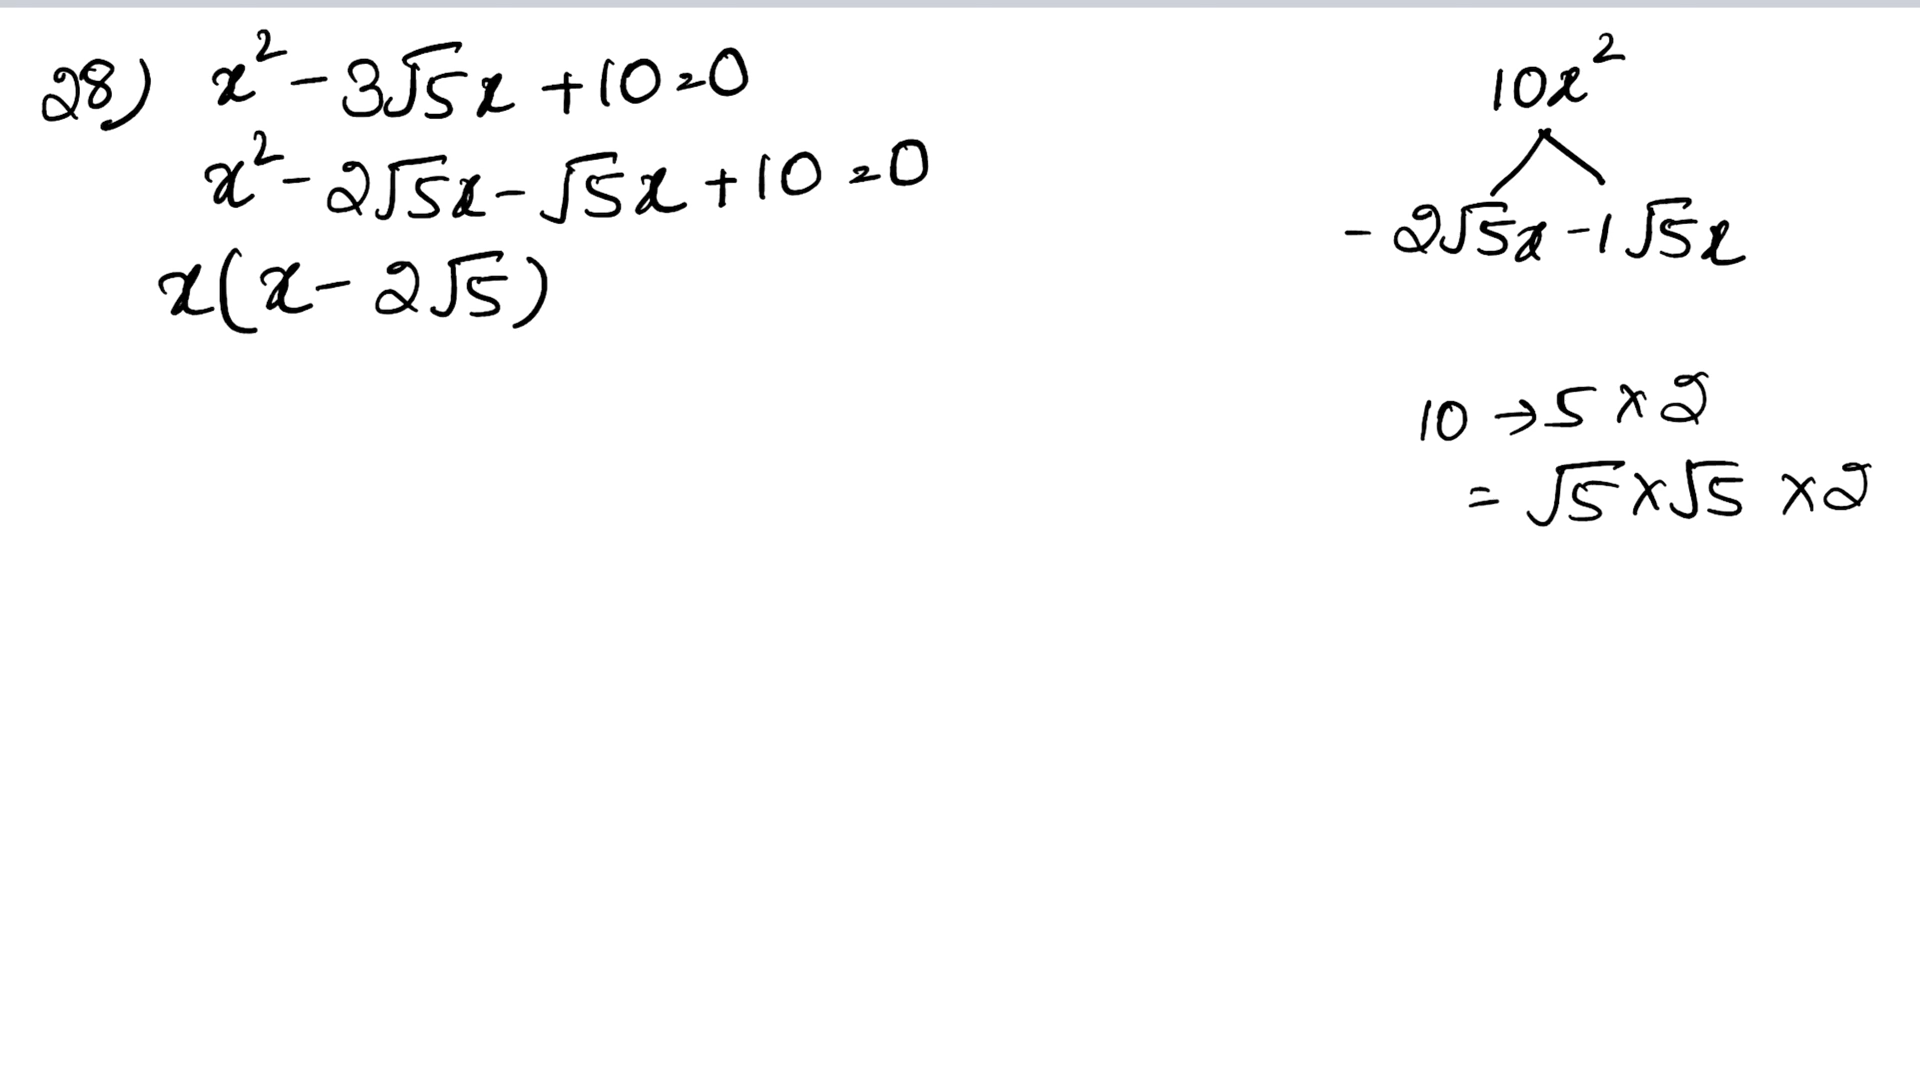 28) x² - 3√5x + 10 = 0
x² - 2√5x - √5x + 10 = 0
x(x - 2√5)
10x²
- 2√5x - 1√5x
10 → 5 × 2
= √5 × √5 × 2